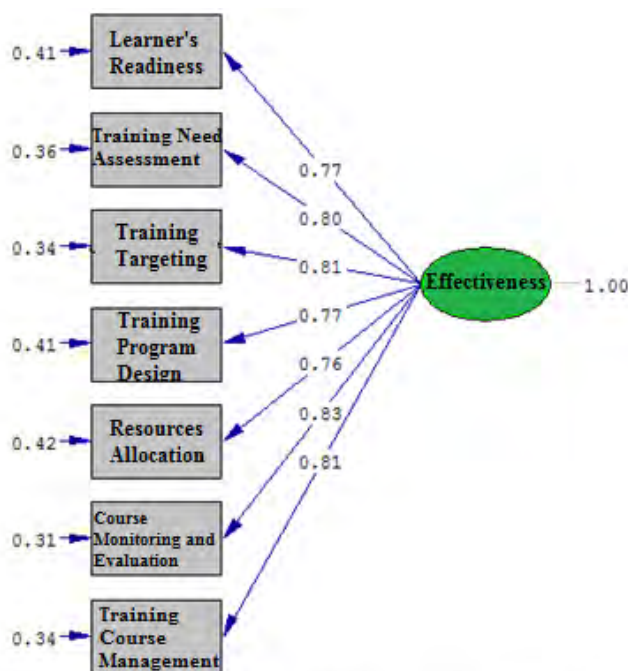 0.41
Learner's
Readiness
0.77
0.36
Training Need
Assessment
0.80
0.34
Training
Targeting
0.81
Effectiveness
1.00
0.41
Training
Program
Design
0.77
0.42
Resources
Allocation
0.76
0.31
Course
Monitoring and
Evaluation
0.83
0.34
Training
Course
Management
0.81